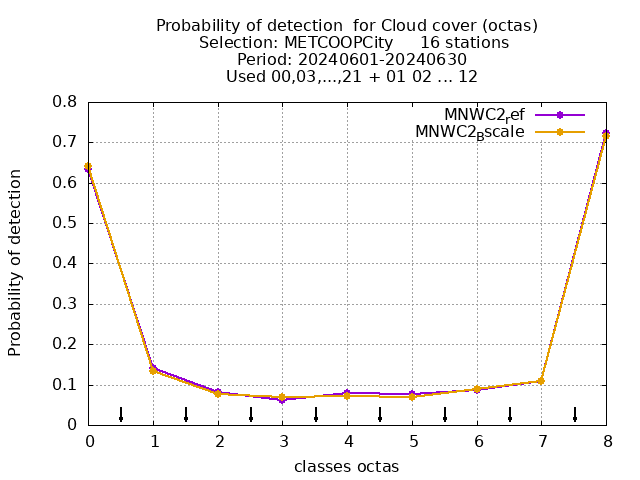 Probability of detection  for Cloud cover (octas)
Selection: METCOOPCity     16 stations
Period: 20240601-20240630
Used 00,03,...,21 + 01 02 ... 12
MNWC2ref
MNWC2Bscale
0.8
0.7
0.6
0.5
0.4
0.3
0.2
0.1
0
Probability of detection
0 1 2 3 4 5 6 7 8
classes octas